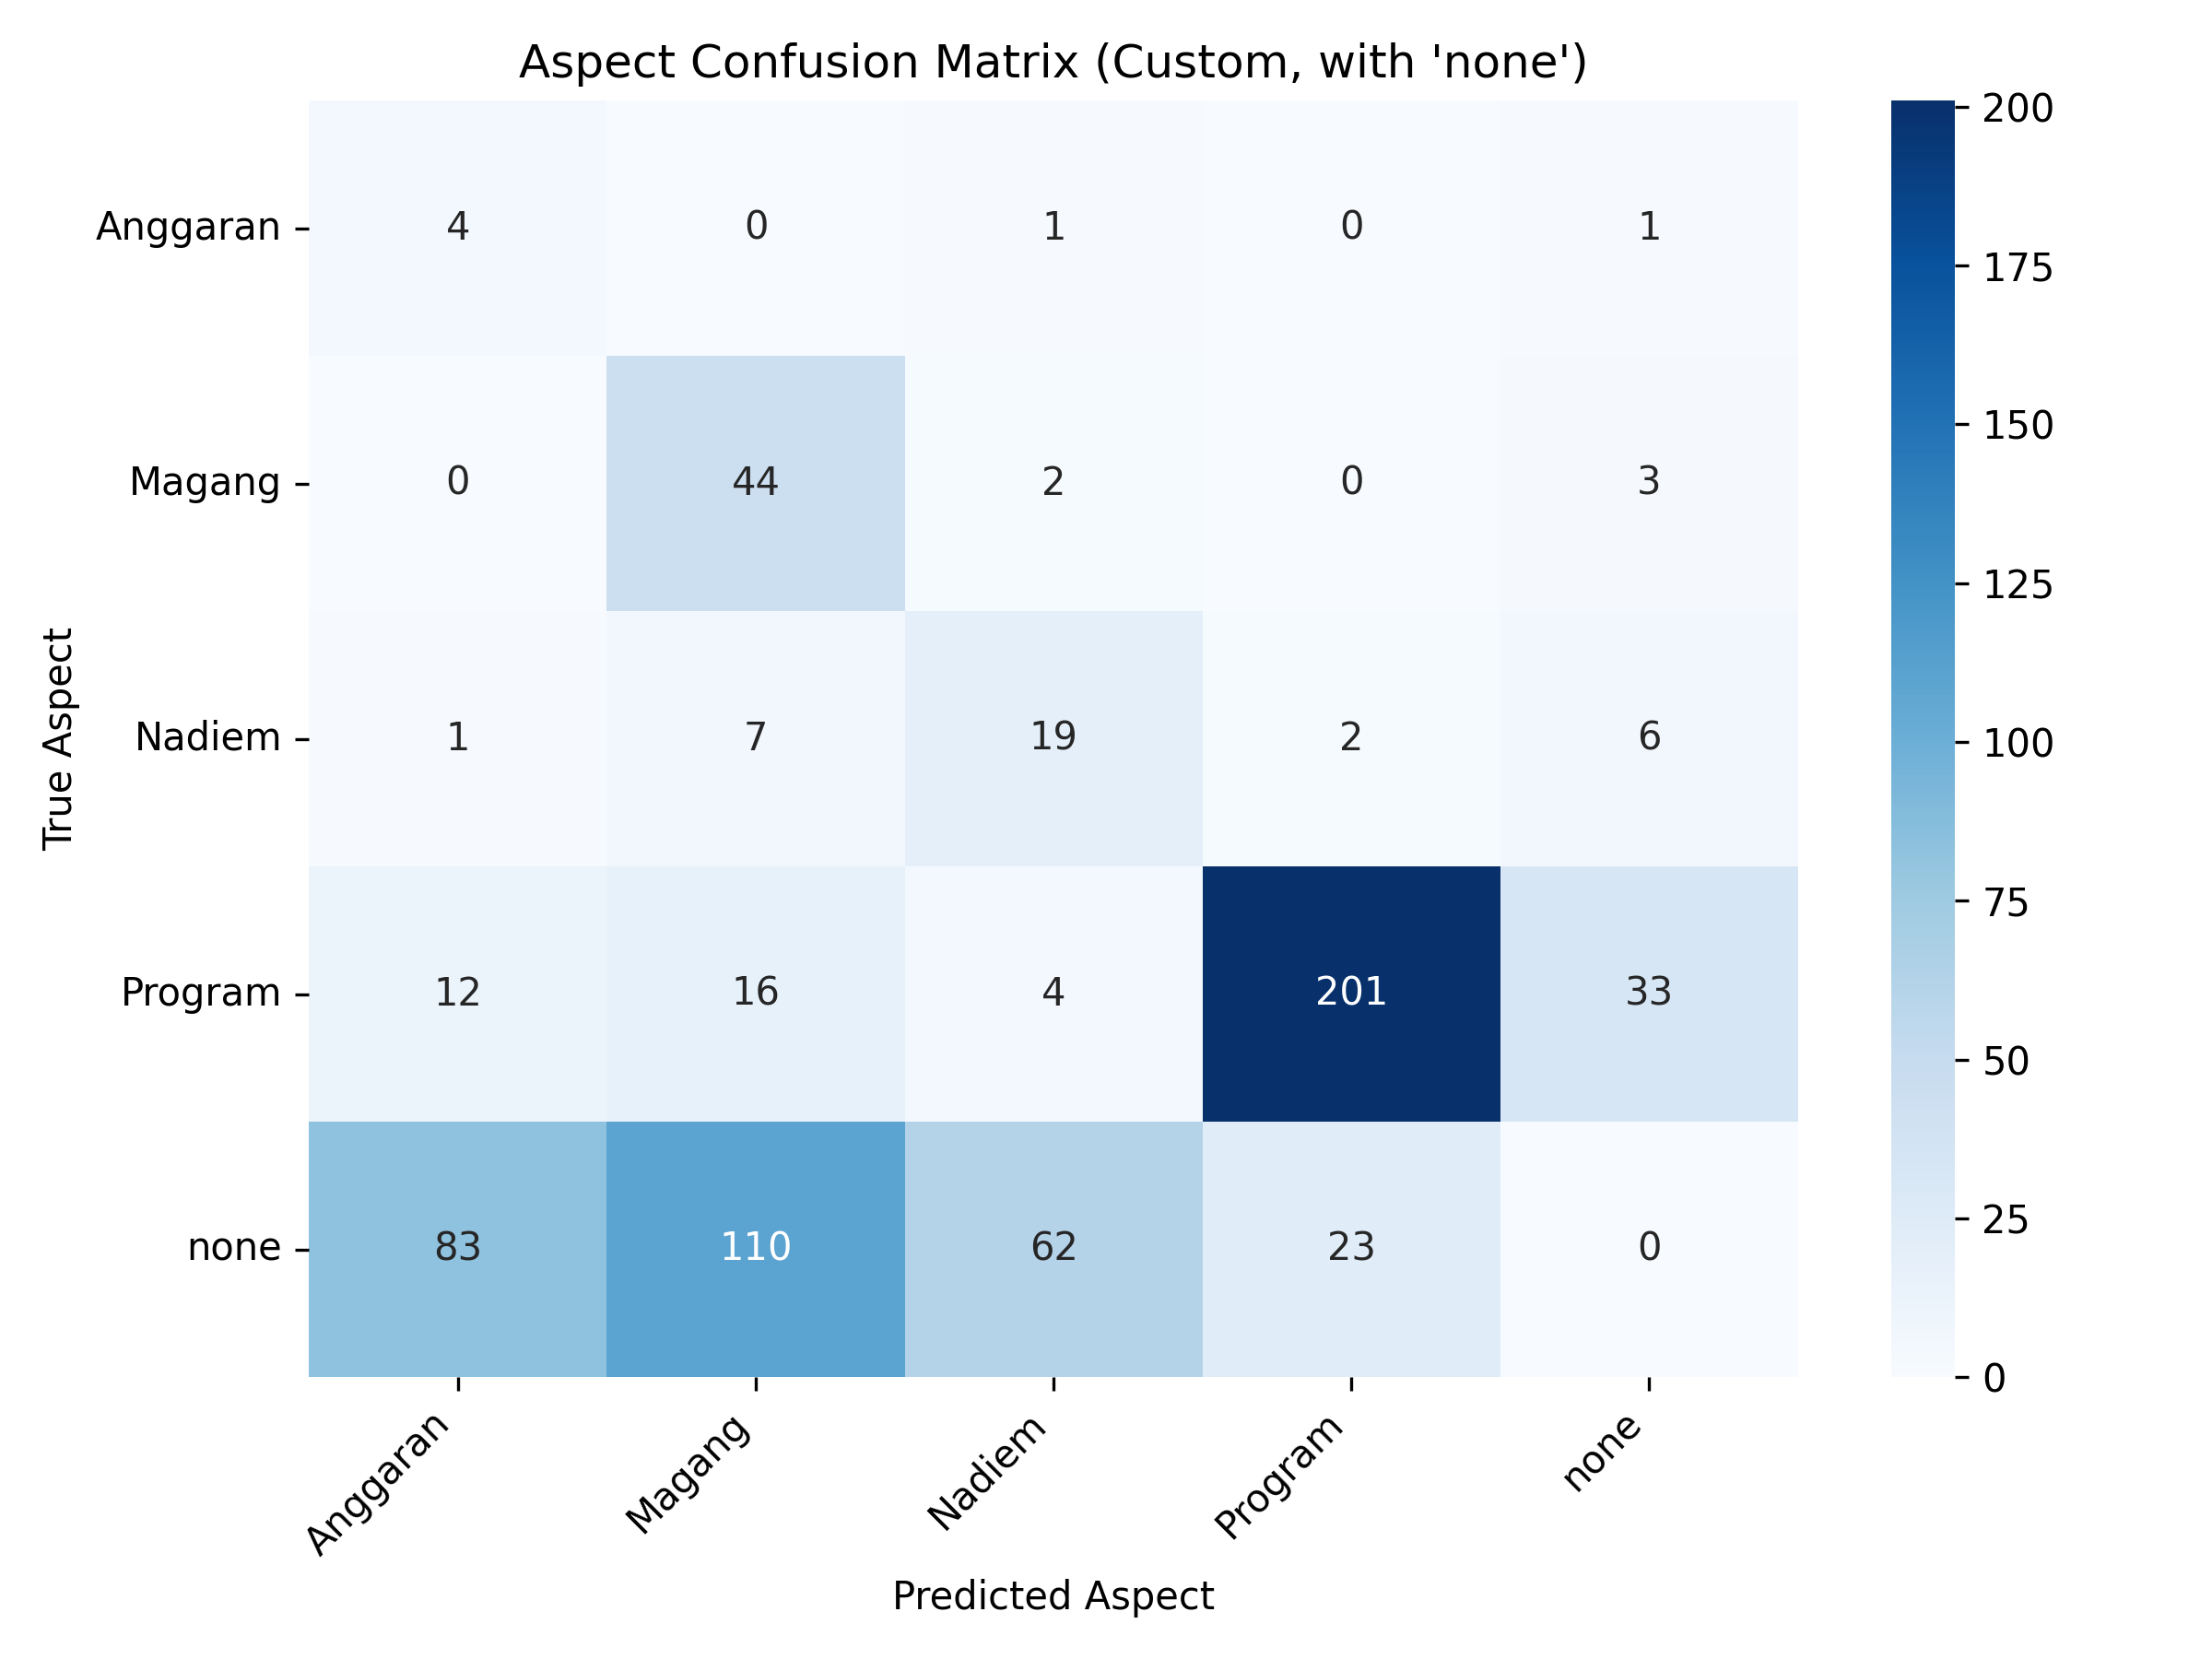 Aspect Confusion Matrix (Custom, with 'none')
True Aspect
Anggaran 4 0 1 0 1
Magang 0 44 2 0 3
Nadiem 1 7 19 2 6
Program 12 16 4 201 33
none 83 110 62 23 0
Anggaran Magang Nadiem Program none
Predicted Aspect
200
175
150
125
100
75
50
25
0